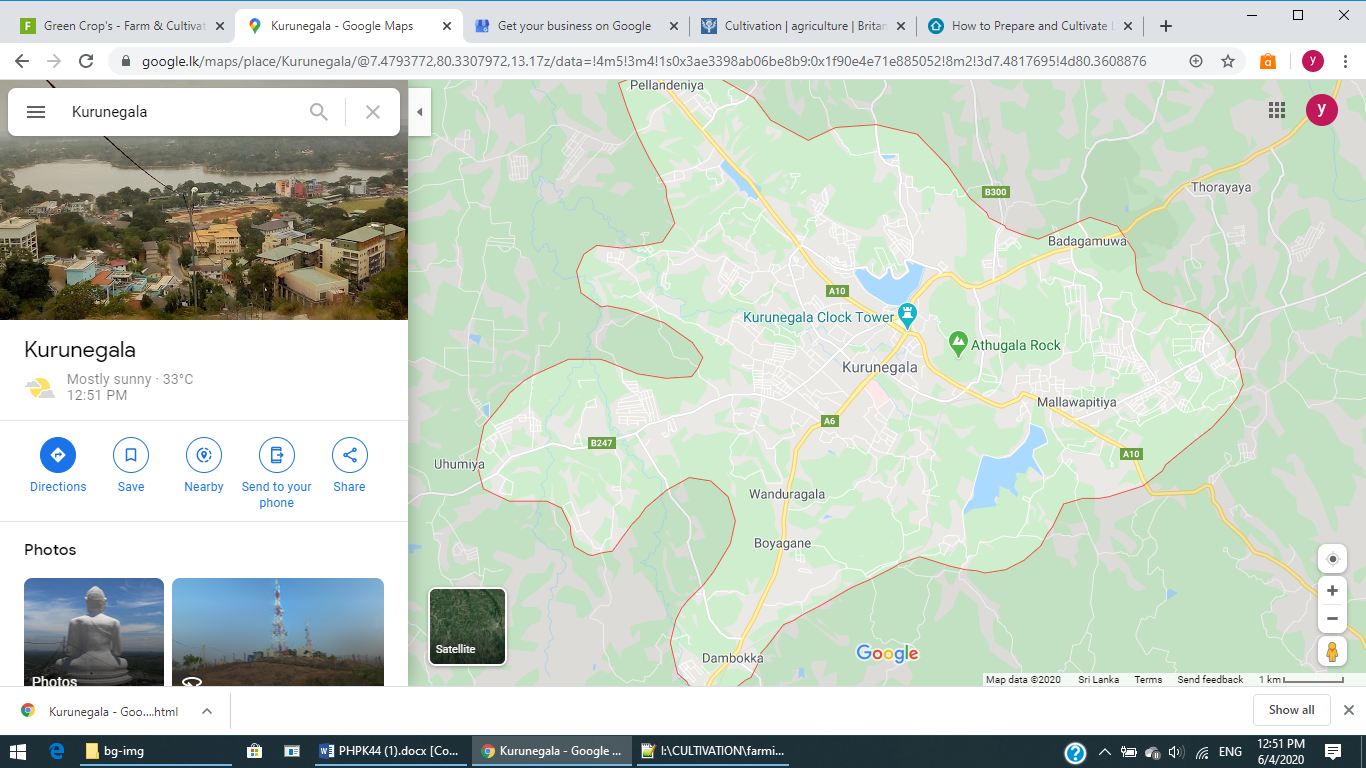 Green Crop's - Farm & Cultivat
Kurunegala - Google Maps
Get your business on Google
Cultivation | agriculture | Britan
How to Prepare and Cultivate L
google.lk/maps/place/Kurunegala/@7.4793772,80.3307972,13.17z/data=!4m5!3m4!1s0x3ae3398ab06be8b9:0x1f90e4e71e885052!8m2!3d7.4817695!4d80.3608876
y
Kurunegala
Kurunegala
Mostly sunny · 33°C
12:51 PM
Directions
Save
Nearby
Send to your phone
Share
Photos
Photos
Pellandeniya
y
B300
Thorayaya
Badagamuwa
A10
Kurunegala Clock Tower
Athugala Rock
Kurunegala
Mallawapitiya
A6
B247
A10
Uhumiya
Wanduragala
Boyagane
Satellite
Dambokka
Google
Map data ©2020 Sri Lanka Terms Send feedback 1 km
Kurunegala - Goo....html
Show all
bg-img
PHPK44 (1).docx [Co...
Kurunegala - Google ...
I:\CULTIVATION\farmi...
ENG
12:51 PM
6/4/2020